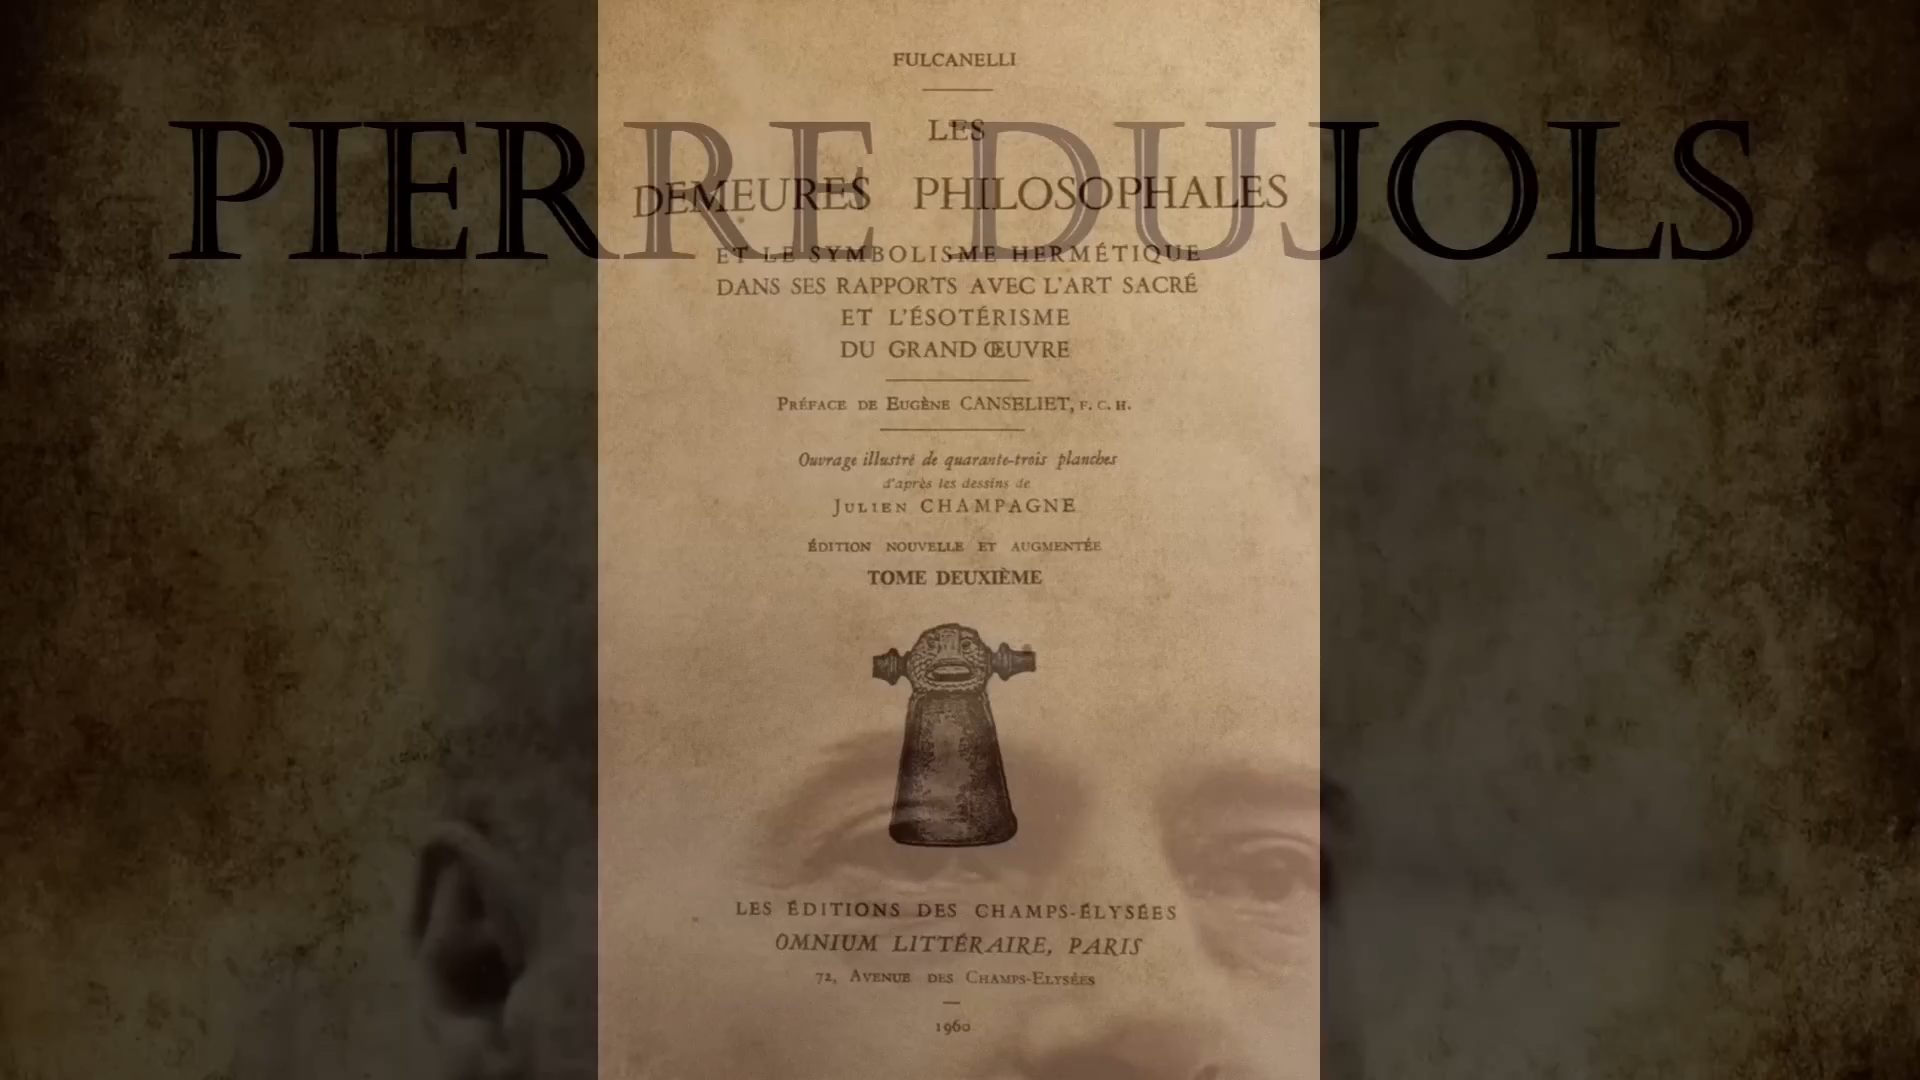 FULCANELLI
PIERRE DUJOLS
LES
DEMEURES PHILOSOPHALES
ET LE SYMBOLISME HERMÉTIQUE
DANS SES RAPPORTS AVEC L'ART SACRÉ
ET L'ÉSOTÉRISME
DU GRAND ŒUVRE
PRÉFACE DE EUGÈNE CANSELIET, F. C. H.
Ouvrage illustré de quarante-trois planches
d'après les dessins de
JULIEN CHAMPAGNE
ÉDITION NOUVELLE ET AUGMENTÉE
TOME DEUXIÈME
LES ÉDITIONS DES CHAMPS-ÉLYSÉES
OMNIUM LITTÉRAIRE, PARIS
72, AVENUE DES CHAMPS-ELYSÉES
1960